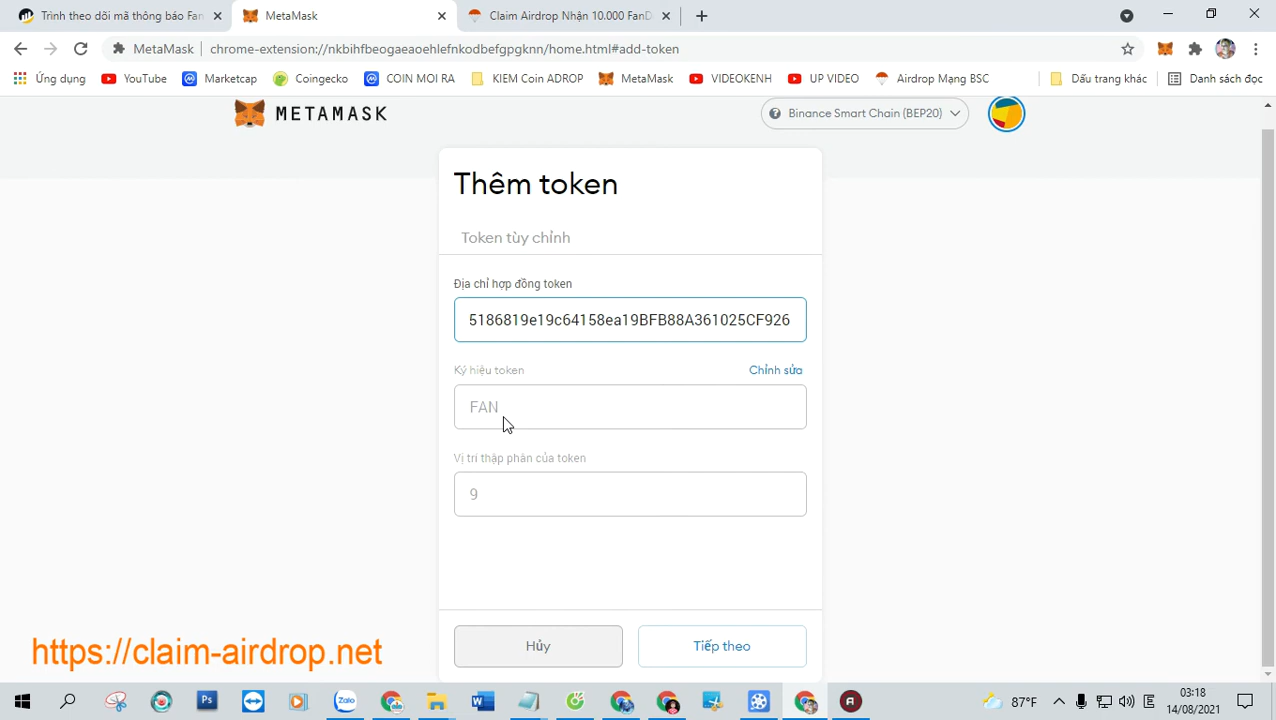 Trình theo dõi mã thông báo Fan
MetaMask
Claim Airdrop Nhận 10.000 FanD
MetaMask
chrome-extension://nkbihfbeogaeaoehlefnkodbefgpgknn/home.html#add-token
Ứng dụng
YouTube
Marketcap
Coingecko
COIN MOI RA
KIEM Coin ADROP
MetaMask
VIDEOKENH
UP VIDEO
Airdrop Mạng BSC
Dấu trang khác
Danh sách đọc
METAMASK
Binance Smart Chain (BEP20)
Thêm token
Token tùy chỉnh
Địa chỉ hợp đồng token
5186819e19c64158ea19BFB88A361025CF926
Ký hiệu token
Chỉnh sửa
FAN
Vị trí thập phân của token
9
Hủy
Tiếp theo
https://claim-airdrop.net
Ps
Zalo
W
87°F
E
03:18
14/08/2021